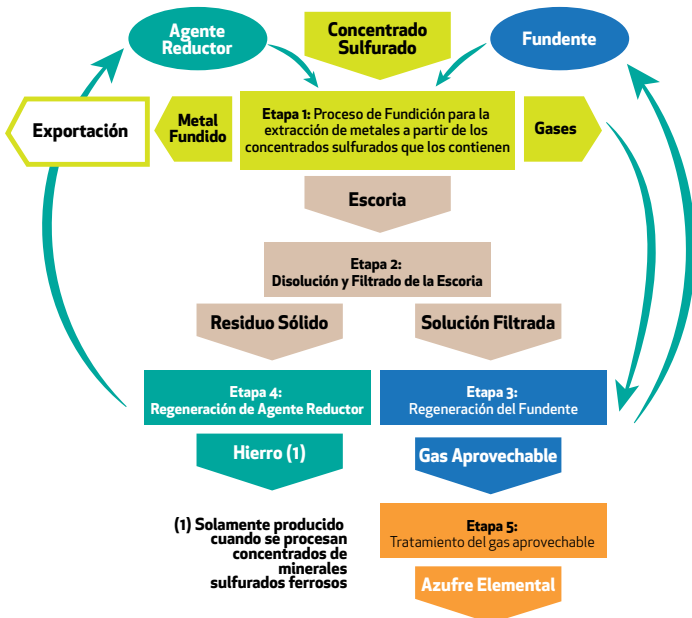 Agente
Reductor
Concentrado
Sulfurado
Fundente
Exportación
Metal
Fundido
Etapa 1: Proceso de Fundición para la
extracción de metales a partir de los
concentrados sulfurados que los contienen
Gases
Escoria
Etapa 2:
Disolución y Filtrado de la Escoria
Residuo Sólido
Solución Filtrada
Etapa 4:
Regeneración de Agente Reductor
Etapa 3:
Regeneración del Fundente
Hierro (1)
Gas Aprovechable
(1) Solamente producido
cuando se procesan
concentrados de
minerales
sulfurados ferrosos
Etapa 5:
Tratamiento del gas aprovechable
Azufre Elemental